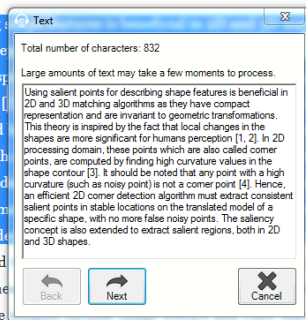 Text
Total number of characters: 832
Large amounts of text may take a few moments to process.
Using salient points for describing shape features is beneficial in
2D and 3D matching algorithms as they have compact
representation and are invariant to geometric transformations.
This theory is inspired by the fact that local changes in the
shapes are more significant for humans perception [1, 2]. In 2D
processing domain, these points which are also called corner
points, are computed by finding high curvature values in the
shape contour [3]. It should be noted that any point with a high
curvature (such as noisy point) is not a corner point [4]. Hence,
an efficient 2D corner detection algorithm must extract consistent
salient points in stable locations on the translated model of a
specific shape, with no more false noisy points. The saliency
concept is also extended to extract salient regions, both in 2D
and 3D shapes.
Back Next Cancel